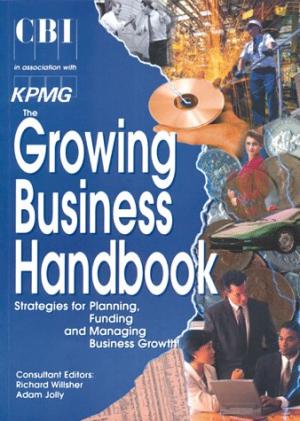 CBI
in association with
KPMG
The
Growing
Business
Handbook
Strategies for Planning,
Funding
and Managing
Business Growth
Consultant Editors:
Richard Willsher
Adam Jolly